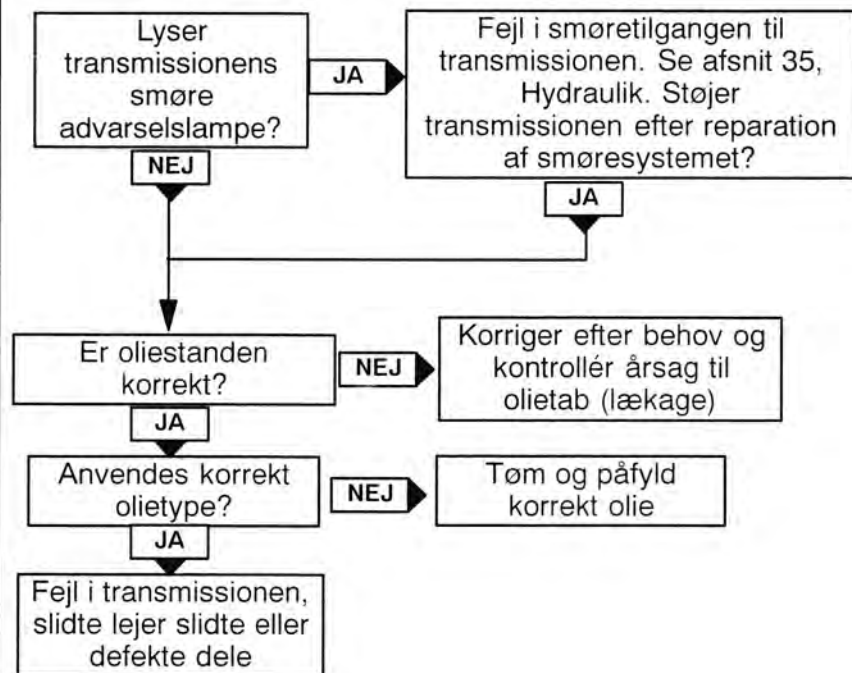 Lyser
transmissionens
smøre
advarselslampe?
JA
Fejl i smøretilgangen til
transmissionen. Se afsnit 35,
Hydraulik. Støjer
transmissionen efter reparation
af smøresystemet?
NEJ
JA
Er oliestanden
korrekt?
NEJ
Korriger efter behov og
kontrollér årsag til
olietab (lækage)
JA
Anvendes korrekt
olietype?
NEJ
Tøm og påfyld
korrekt olie
JA
Fejl i transmissionen,
slidte lejer slidte eller
defekte dele